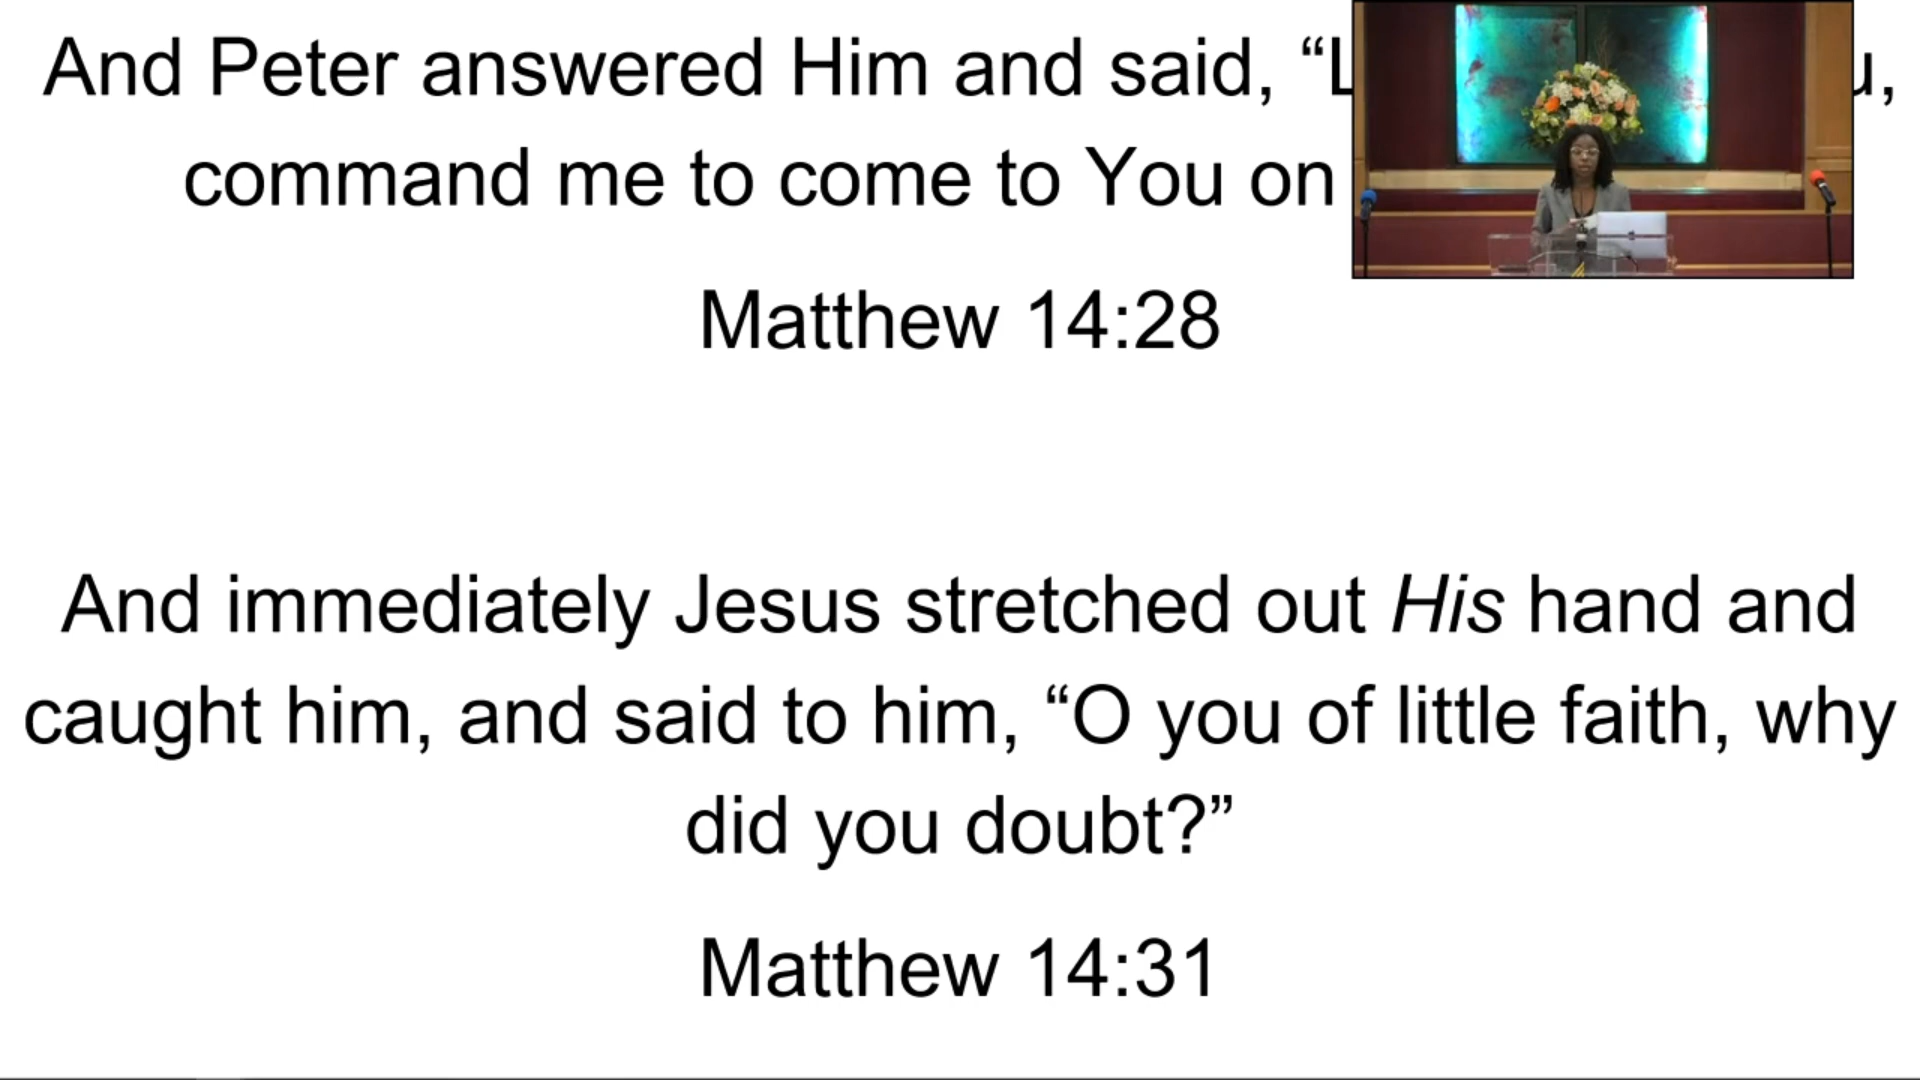 And Peter answered Him and said, “L
command me to come to You on
Matthew 14:28
And immediately Jesus stretched out His hand and
caught him, and said to him, “O you of little faith, why
did you doubt?”
Matthew 14:31